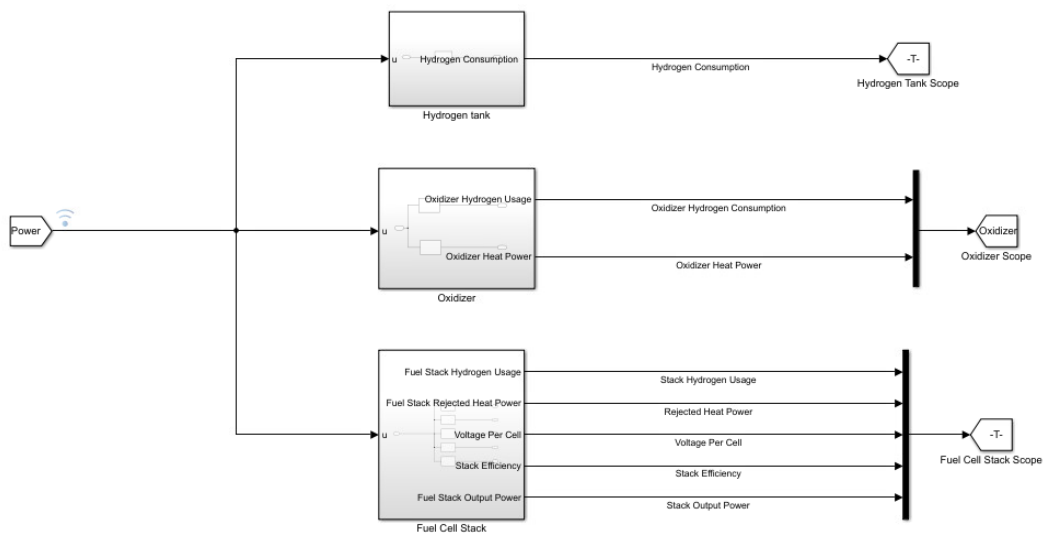 u
Hydrogen Consumption
Hydrogen Consumption
-T-
Hydrogen Tank Scope
Hydrogen tank
Power
u
Oxidizer Hydrogen Usage
Oxidizer Heat Power
Oxidizer Hydrogen Consumption
Oxidizer Heat Power
Oxidizer
Oxidizer Scope
Oxidizer
u
Fuel Stack Hydrogen Usage
Fuel Stack Rejected Heat Power
Voltage Per Cell
Stack Efficiency
Fuel Stack Output Power
Stack Hydrogen Usage
Rejected Heat Power
Voltage Per Cell
Stack Efficiency
Stack Output Power
-T-
Fuel Cell Stack Scope
Fuel Cell Stack